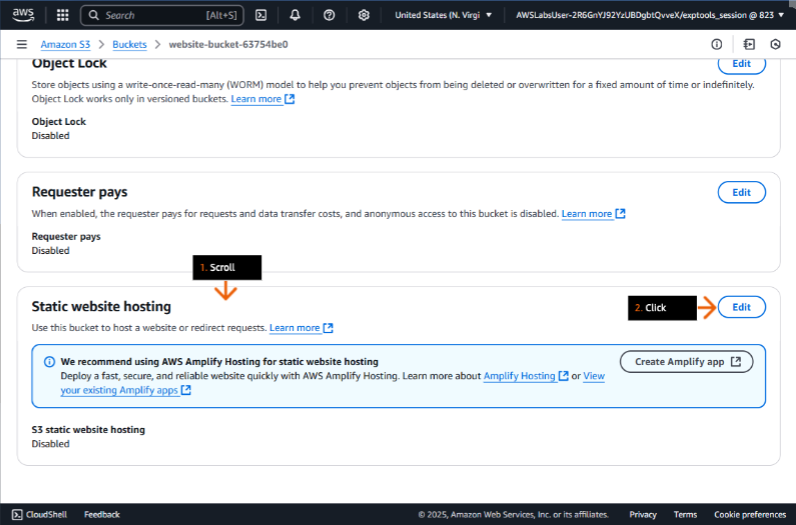 aws Search [Alt+S] United States (N. Virgi AWSLabsUser-2R6GnYJ92YzUBDgbtQvveX/exptools_session @ 823
Amazon S3 > Buckets > website-bucket-63754be0
Object Lock Edit
Store objects using a write-once-read-many (WORM) model to help you prevent objects from being deleted or overwritten for a fixed amount of time or indefinitely.
Object Lock works only in versioned buckets. Learn more
Object Lock
Disabled
Requester pays Edit
When enabled, the requester pays for requests and data transfer costs, and anonymous access to this bucket is disabled. Learn more
Requester pays
Disabled
1. Scroll
Static website hosting 2. Click Edit
Use this bucket to host a website or redirect requests. Learn more
We recommend using AWS Amplify Hosting for static website hosting Create Amplify app
Deploy a fast, secure, and reliable website quickly with AWS Amplify Hosting. Learn more about Amplify Hosting or View
your existing Amplify apps
S3 static website hosting
Disabled
CloudShell Feedback © 2025, Amazon Web Services, Inc. or its affiliates. Privacy Terms Cookie preferences